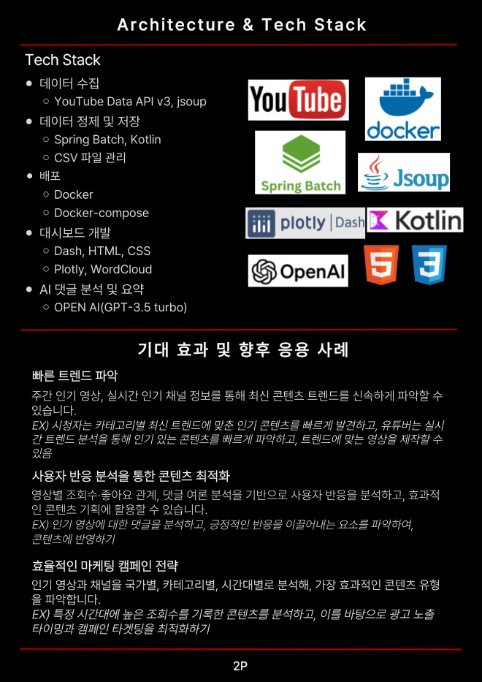 Architecture & Tech Stack
Tech Stack
● 데이터 수집
○ YouTube Data API v3, jsoup
● 데이터 정제 및 저장
○ Spring Batch, Kotlin
○ CSV 파일 관리
● 배포
○ Docker
○ Docker-compose
● 대시보드 개발
○ Dash, HTML, CSS
○ Plotly, WordCloud
● AI 댓글 분석 및 요약
○ OPEN AI(GPT-3.5 turbo)
YouTube
docker
Spring Batch
Jsoup
plotly | Dash
Kotlin
OpenAI
5
3
기대 효과 및 향후 응용 사례
빠른 트렌드 파악
주간 인기 영상, 실시간 인기 채널 정보를 통해 최신 콘텐츠 트렌드를 신속하게 파악할 수
있습니다.
EX) 시청자는 카테고리별 최신 트렌드에 맞춘 인기 콘텐츠를 빠르게 발견하고, 유튜버는 실시
간 트렌드 분석을 통해 인기 있는 콘텐츠를 빠르게 파악하고, 트렌드에 맞는 영상을 제작할 수
있음
사용자 반응 분석을 통한 콘텐츠 최적화
영상별 조회수·좋아요 관계, 댓글 여론 분석을 기반으로 사용자 반응을 분석하고, 효과적
인 콘텐츠 기획에 활용할 수 있습니다.
EX) 인기 영상에 대한 댓글을 분석하고, 긍정적인 반응을 이끌어내는 요소를 파악하여,
콘텐츠에 반영하기
효율적인 마케팅 캠페인 전략
인기 영상과 채널을 국가별, 카테고리별, 시간대별로 분석해, 가장 효과적인 콘텐츠 유형
을 파악합니다.
EX) 특정 시간대에 높은 조회수를 기록한 콘텐츠를 분석하고, 이를 바탕으로 광고 노출
타이밍과 캠페인 타겟팅을 최적화하기
2P